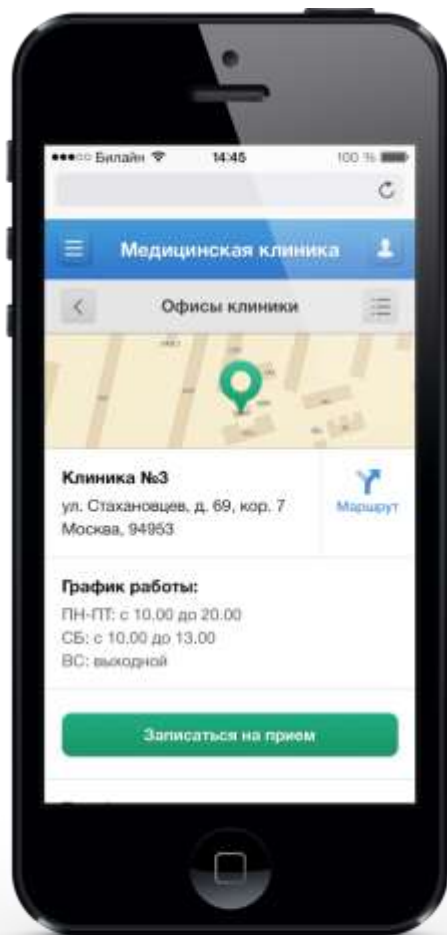 Билайн 14:45 100 %
Медицинская клиника
Офисы клиники
Клиника №3
ул. Стахановцев, д. 69, кор. 7
Москва, 94953
Маршрут
График работы:
ПН-ПТ: с 10.00 до 20.00
СБ: с 10.00 до 13.00
ВС: выходной
Записаться на прием